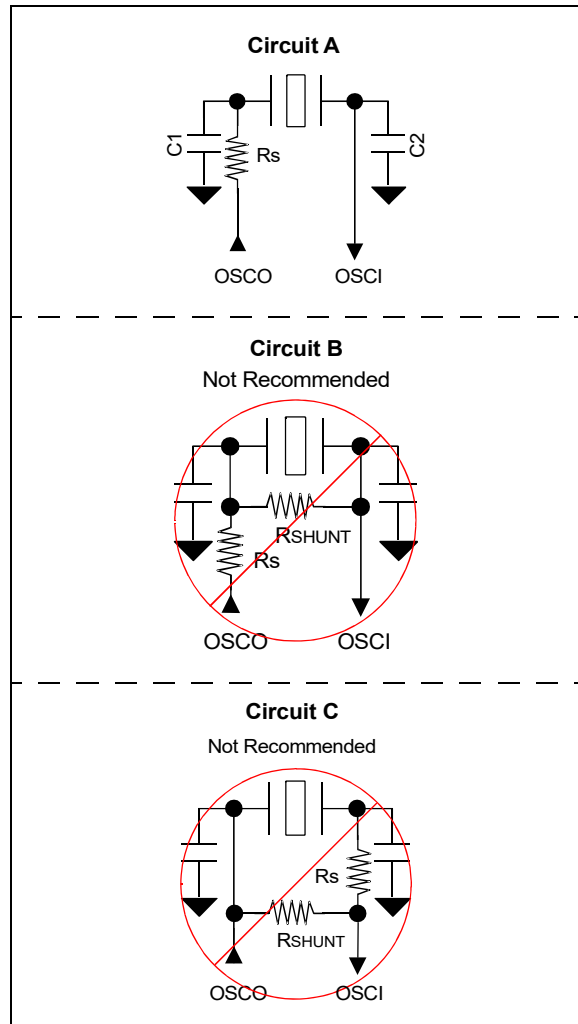 Circuit A
C1
Rs
C2
OSCO
OSCI
Circuit B
Not Recommended
RSHUNT
Rs
OSCO
OSCI
Circuit C
Not Recommended
Rs
RSHUNT
OSCO
OSCI